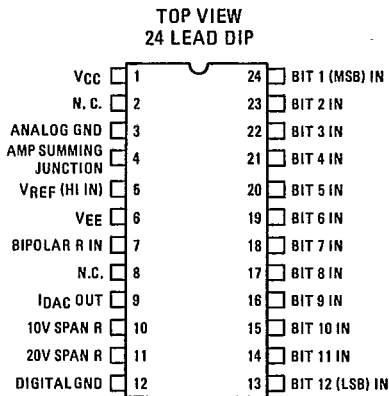 TOP VIEW
24 LEAD DIP
VCC 1 24 BIT 1 (MSB) IN
N. C. 2 23 BIT 2 IN
ANALOG GND 3 22 BIT 3 IN
AMP SUMMING
JUNCTION 4 21 BIT 4 IN
VREF (HI IN) 5 20 BIT 5 IN
VEE 6 19 BIT 6 IN
BIPOLAR R IN 7 18 BIT 7 IN
N.C. 8 17 BIT 8 IN
IDAC OUT 9 16 BIT 9 IN
10V SPAN R 10 15 BIT 10 IN
20V SPAN R 11 14 BIT 11 IN
DIGITAL GND 12 13 BIT 12 (LSB) IN